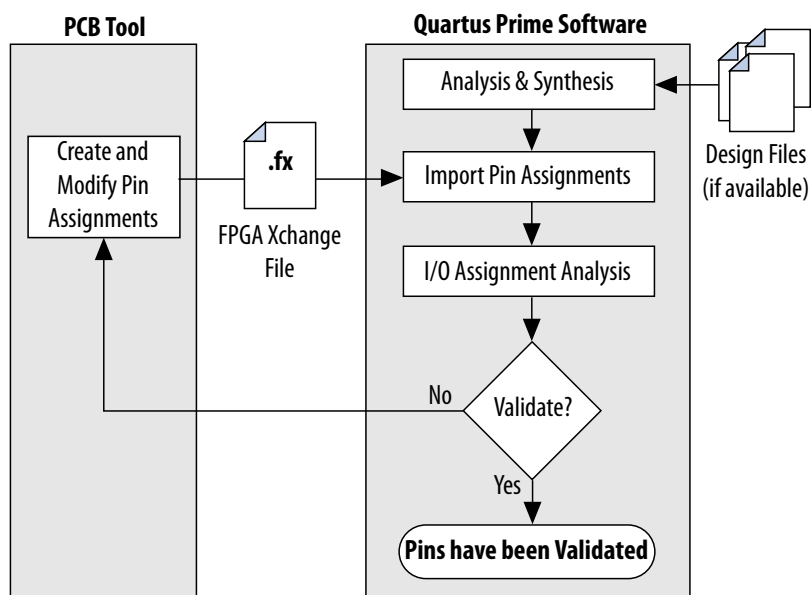 PCB Tool
Quartus Prime Software
Analysis & Synthesis
Design Files
(if available)
Create and
Modify Pin
Assignments
.fx
FPGA Xchange
File
Import Pin Assignments
I/O Assignment Analysis
Validate?
No
Yes
Pins have been Validated